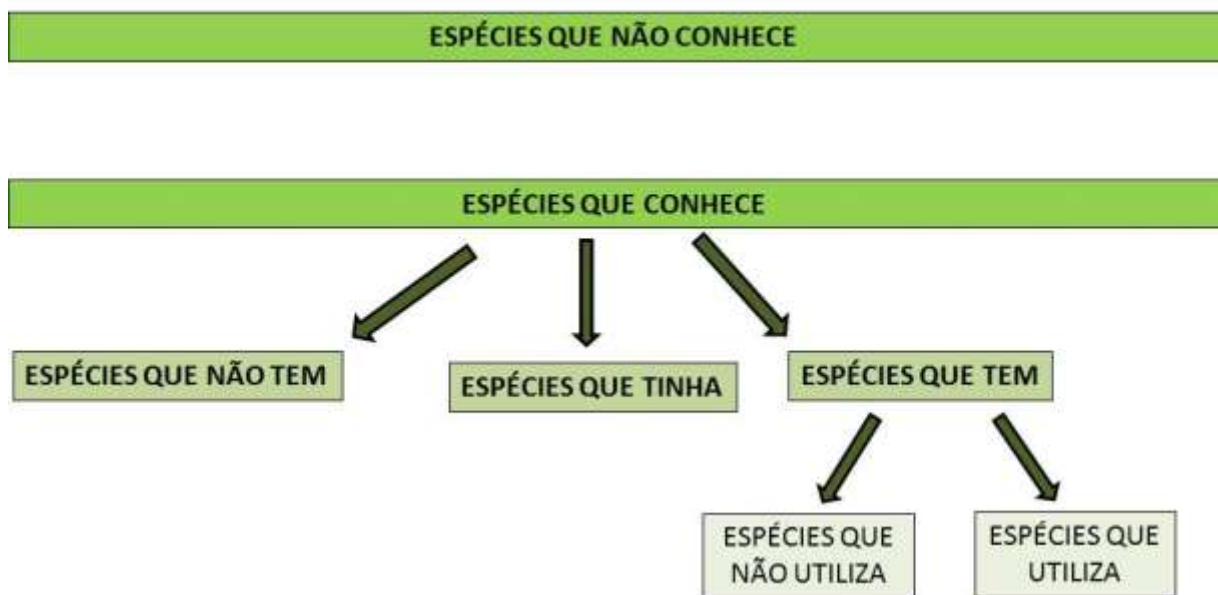 ESPÉCIES QUE NÃO CONHECE
ESPÉCIES QUE CONHECE
ESPÉCIES QUE NÃO TEM
ESPÉCIES QUE TINHA
ESPÉCIES QUE TEM
ESPÉCIES QUE
NÃO UTILIZA
ESPÉCIES QUE
UTILIZA